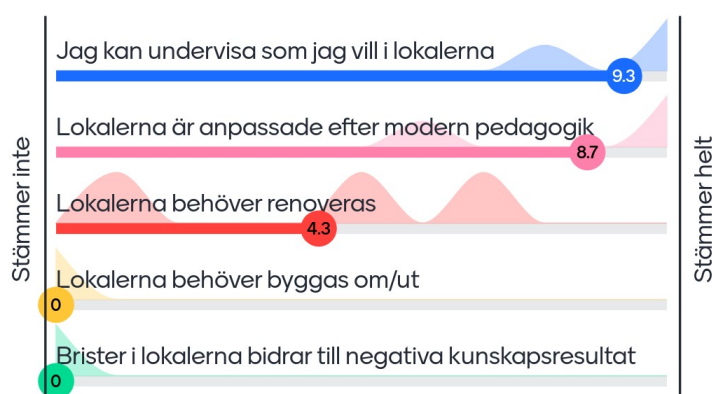 Stämmer inte
Jag kan undervisa som jag vill i lokalerna
9.3
Lokalerna är anpassade efter modern pedagogik
8.7
Lokalerna behöver renoveras
4.3
Lokalerna behöver byggas om/ut
0
Brister i lokalerna bidrar till negativa kunskapsresultat
0
Stämmer helt